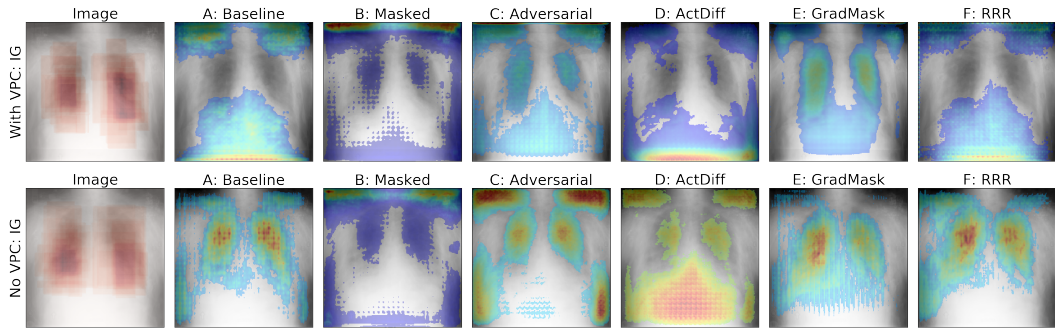 Image A: Baseline B: Masked C: Adversarial D: ActDiff E: GradMask F: RRR
With VPC: IG
Image A: Baseline B: Masked C: Adversarial D: ActDiff E: GradMask F: RRR
No VPC: IG